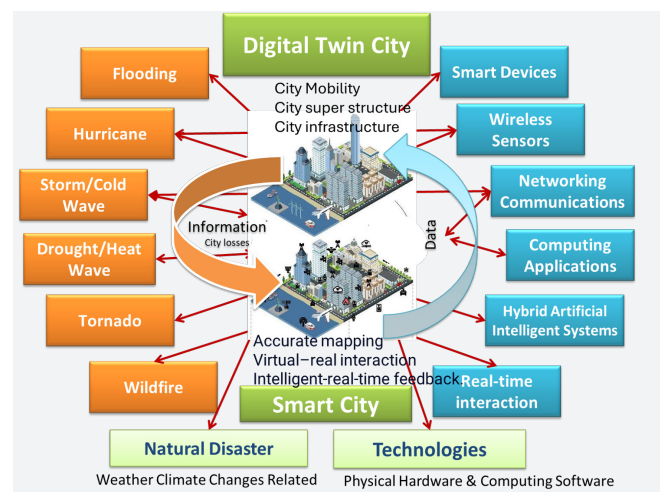 Digital Twin City
City Mobility
City super structure
City infrastructure
Flooding
Hurricane
Storm/Cold
Wave
Drought/Heat
Wave
Tornado
Wildfire
Smart Devices
Wireless
Sensors
Networking
Communications
Computing
Applications
Hybrid Artificial
Intelligent Systems
Real-time
interaction
Information
City losses
Data
Accurate mapping
Virtual–real interaction
Intelligent-real-time feedback
Smart City
Natural Disaster
Weather Climate Changes Related
Technologies
Physical Hardware & Computing Software